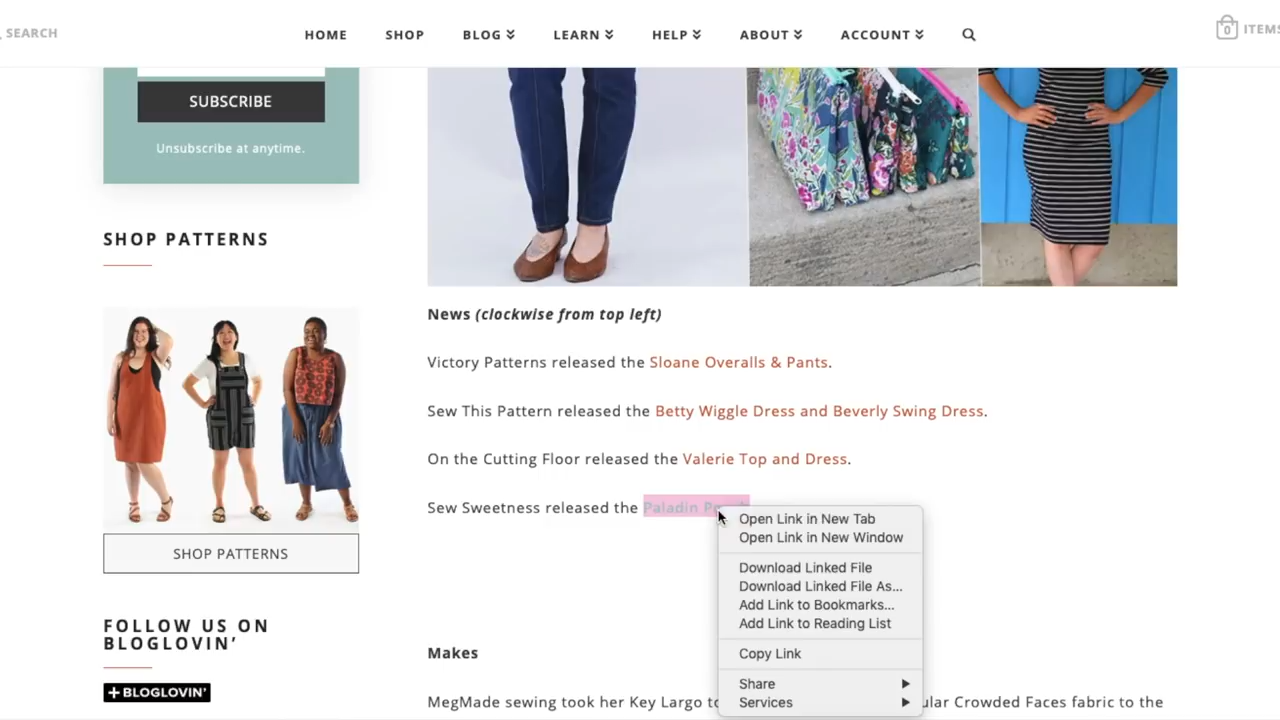 SEARCH
HOME SHOP BLOG LEARN HELP ABOUT ACCOUNT
0 ITEMS
SUBSCRIBE
Unsubscribe at anytime.
SHOP PATTERNS
SHOP PATTERNS
FOLLOW US ON
BLOGLOVIN'
+ BLOGLOVIN'
News (clockwise from top left)
Victory Patterns released the Sloane Overalls & Pants.
Sew This Pattern released the Betty Wiggle Dress and Beverly Swing Dress.
On the Cutting Floor released the Valerie Top and Dress.
Sew Sweetness released the Paladin
Open Link in New Tab
Open Link in New Window
Download Linked File
Download Linked File As...
Add Link to Bookmarks...
Add Link to Reading List
Copy Link
Share
Services
Makes
MegMade sewing took her Key Largo Crowded Faces fabric to the